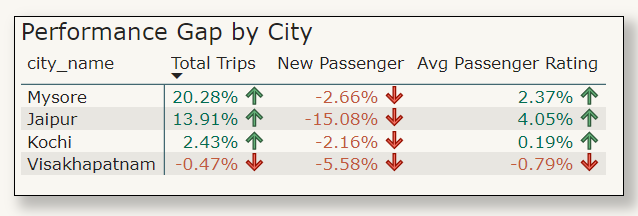 Performance Gap by City
city_name Total Trips New Passenger Avg Passenger Rating
Mysore 20.28% -2.66% 2.37%
Jaipur 13.91% -15.08% 4.05%
Kochi 2.43% -2.16% 0.19%
Visakhapatnam -0.47% -5.58% -0.79%